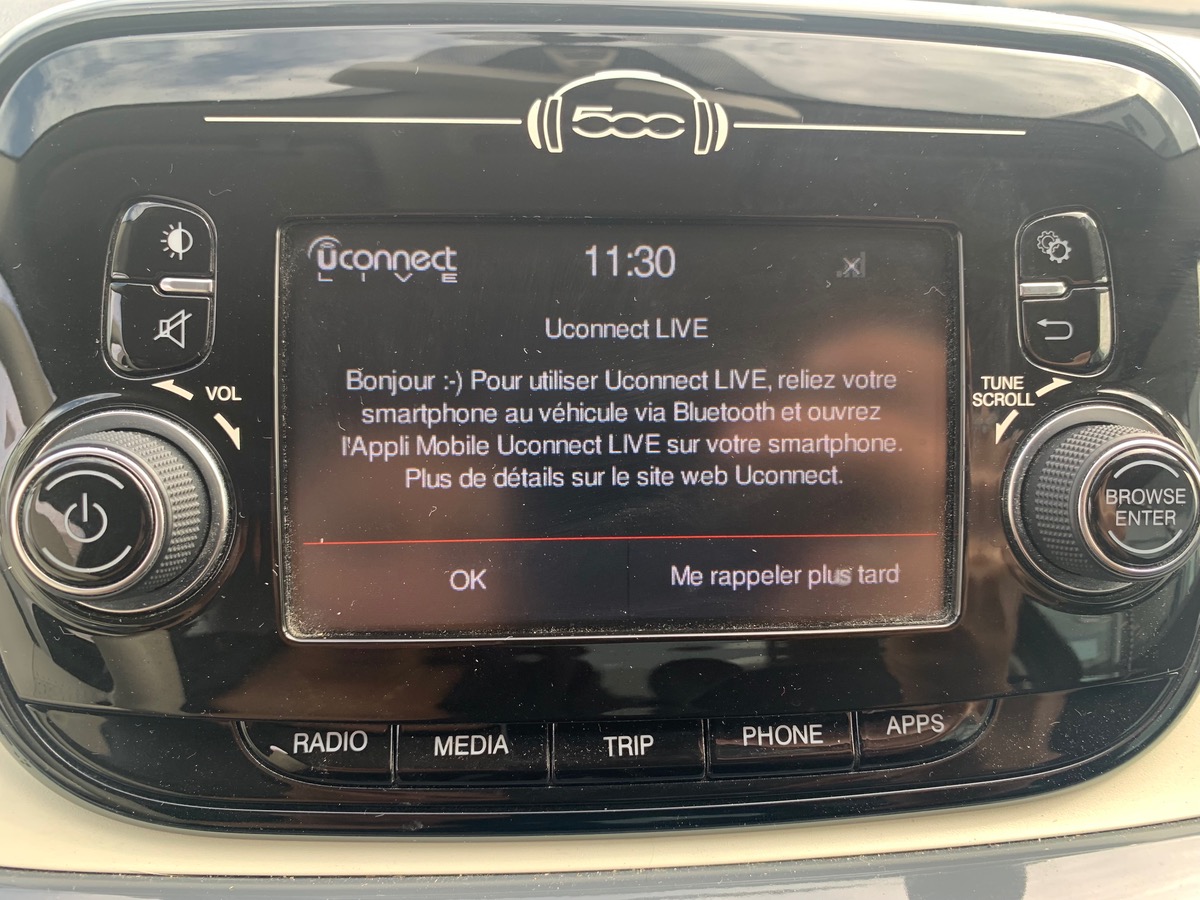 500
uconnect
LIVE
11:30
VOL
TUNE
SCROLL
Uconnect LIVE
Bonjour :-) Pour utiliser Uconnect LIVE, reliez votre
smartphone au véhicule via Bluetooth et ouvrez
l'Appli Mobile Uconnect LIVE sur votre smartphone.
Plus de détails sur le site web Uconnect.
BROWSE
ENTER
OK
Me rappeler plus tard
RADIO
MEDIA
TRIP
PHONE
APPS